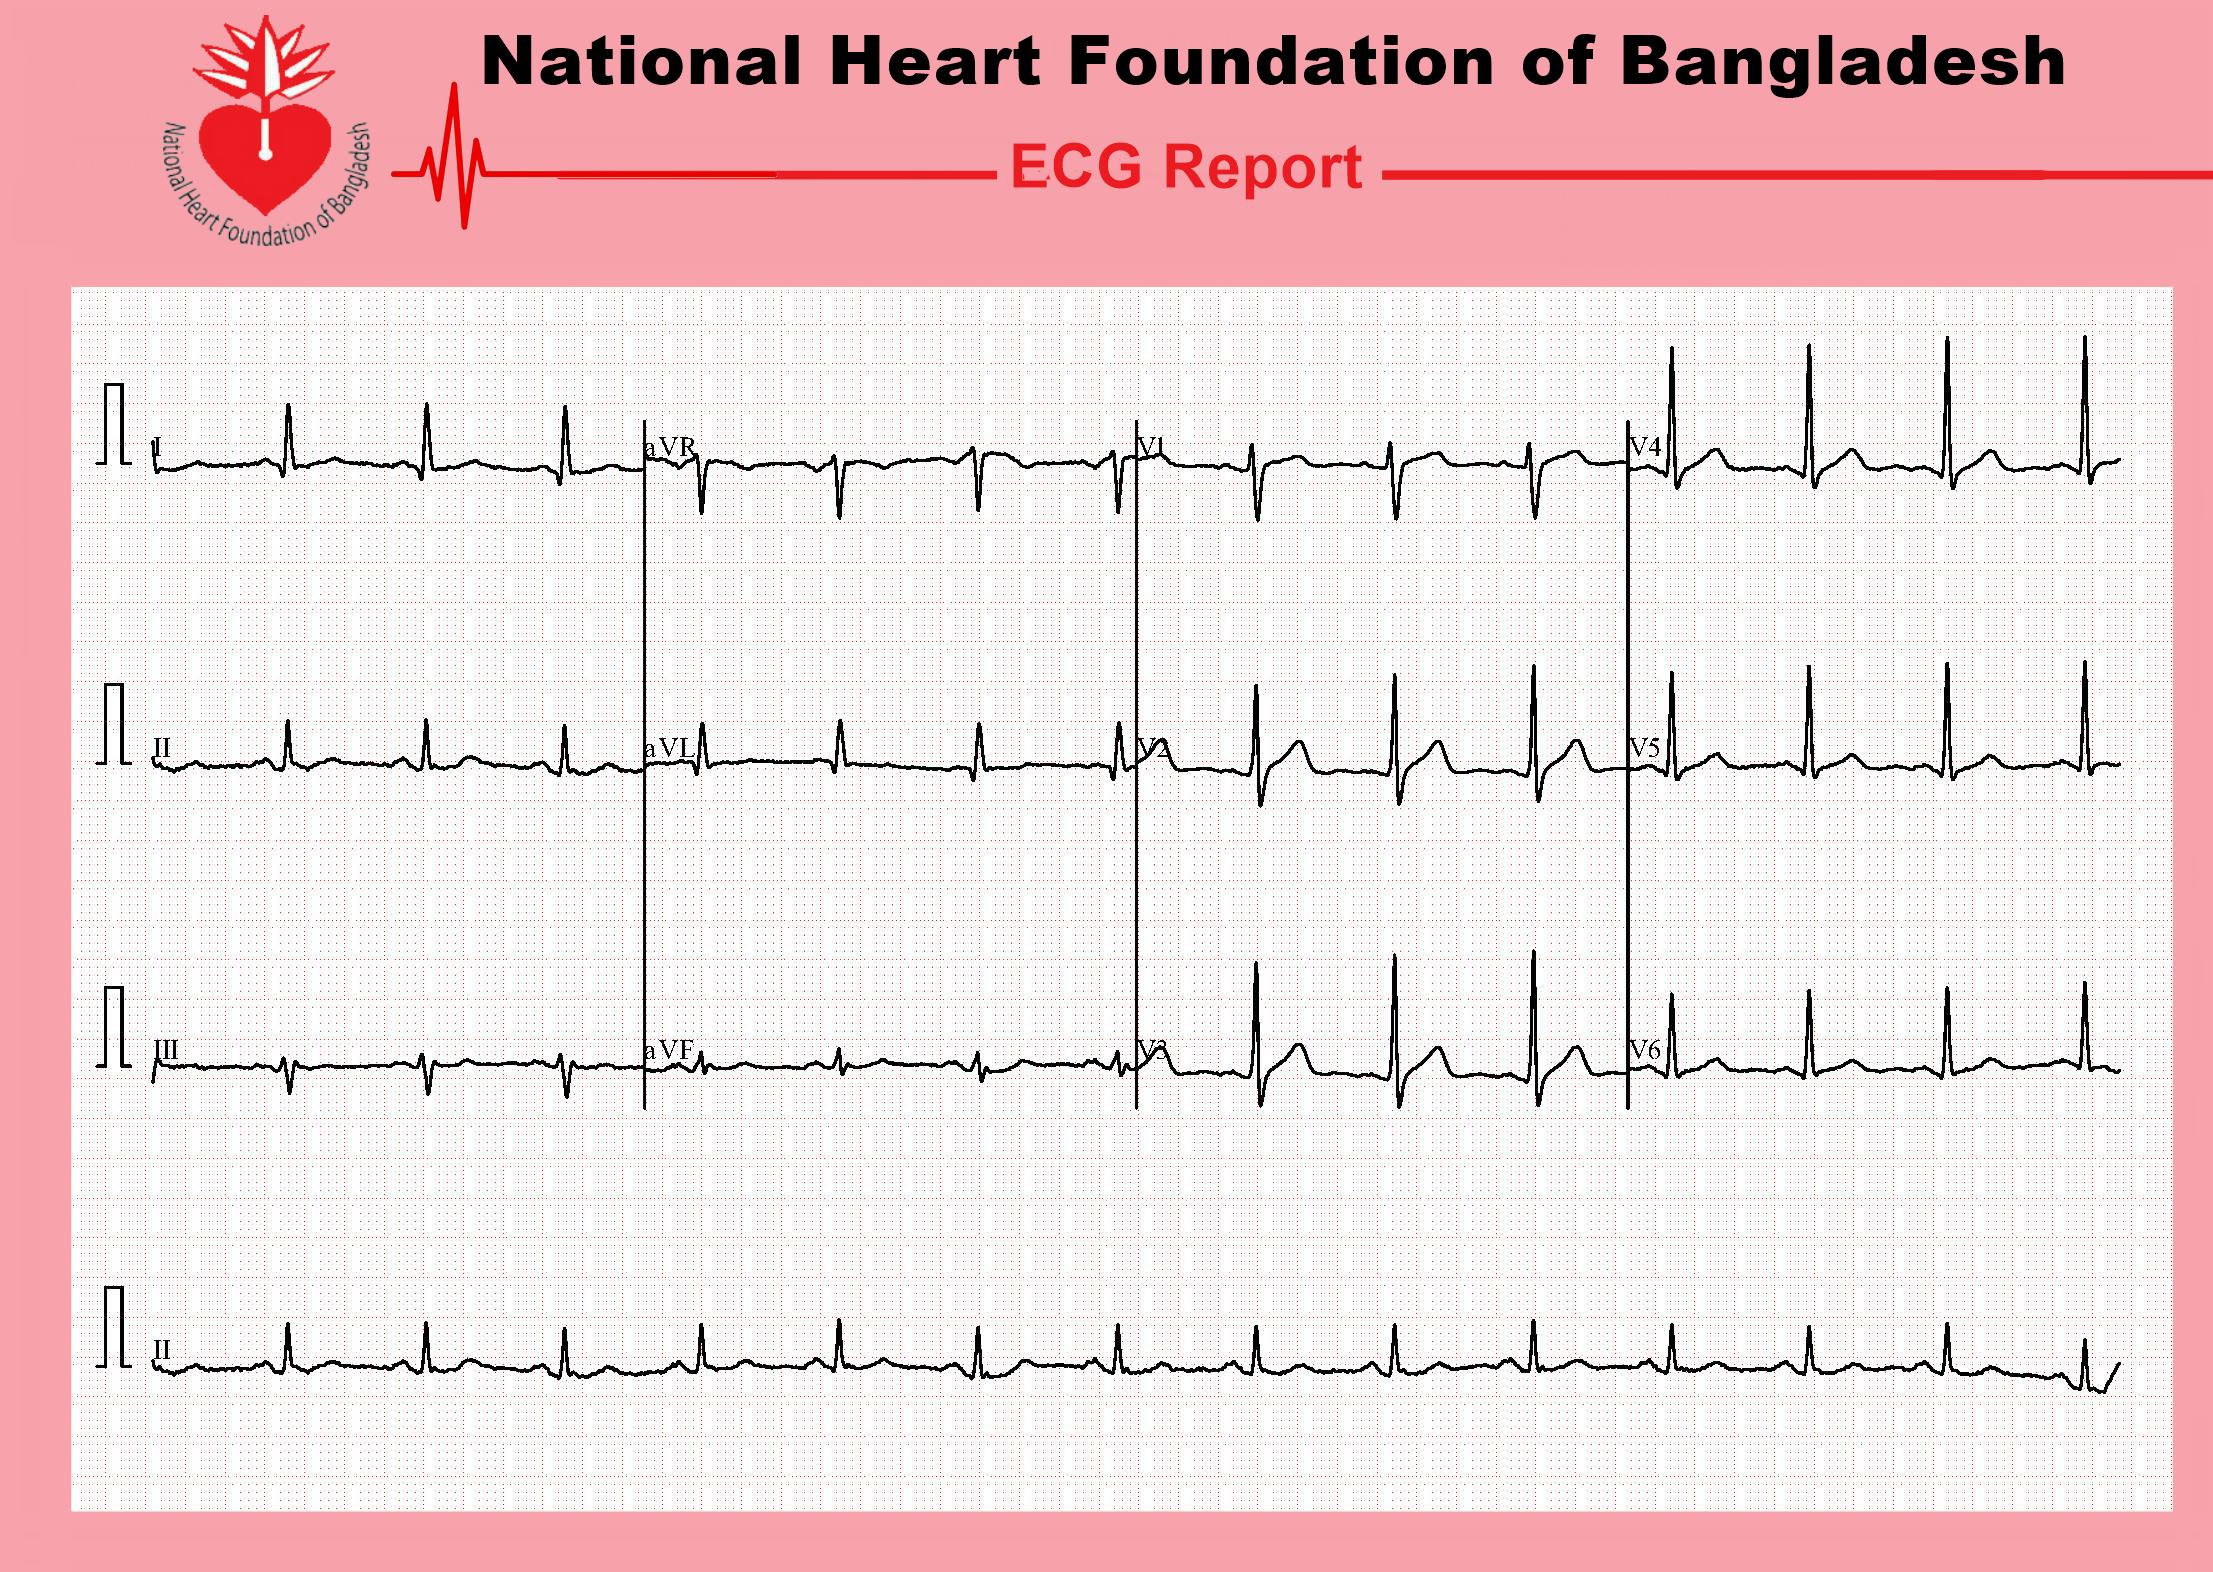 National Heart Foundation of Bangladesh
National Heart Foundation of Bangladesh
ECG Report
I
aVR
V1
V4
II
aVL
V2
V5
III
aVF
V3
V6
II